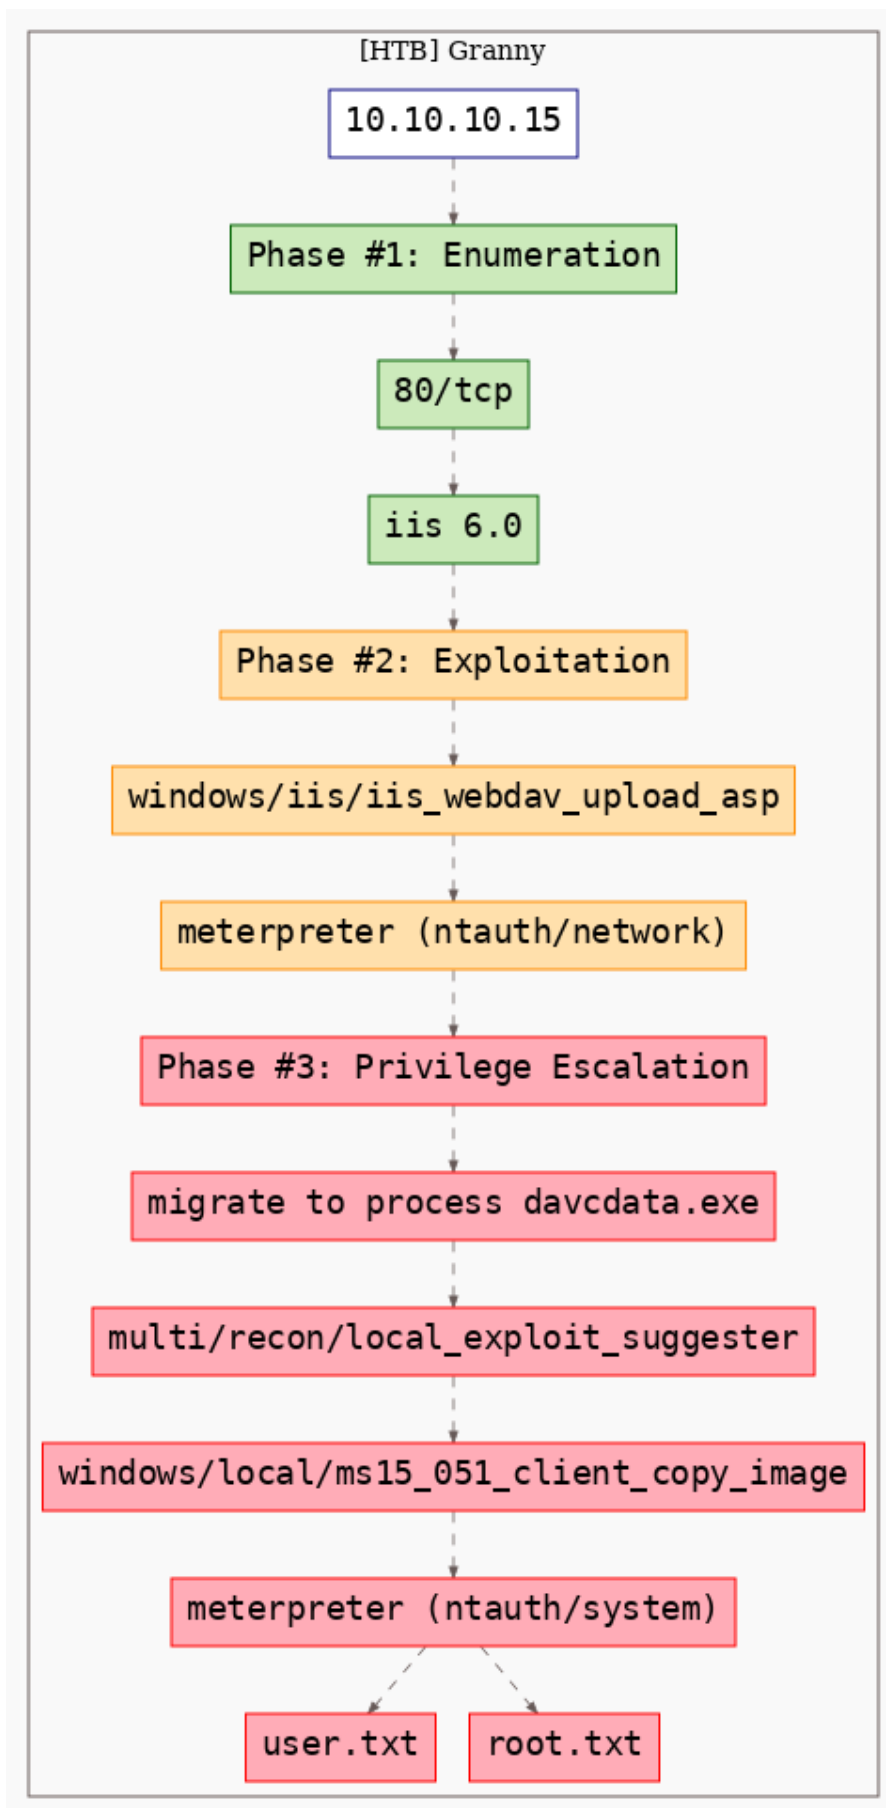 [HTB] Granny
10.10.10.15
Phase #1: Enumeration
80/tcp
iis 6.0
Phase #2: Exploitation
windows/iis/iis_webdav_upload_asp
meterpreter (ntauth/network)
Phase #3: Privilege Escalation
migrate to process davcdata.exe
multi/recon/local_exploit_suggester
windows/local/ms15_051_client_copy_image
meterpreter (ntauth/system)
user.txt
root.txt